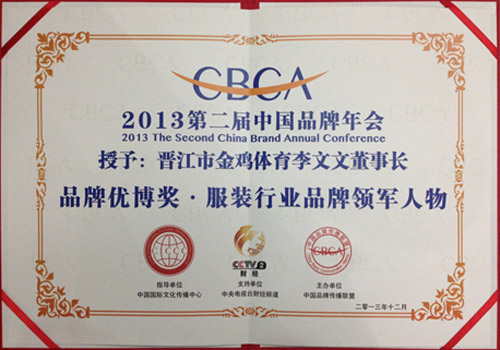 CBCA
2013第二届中国品牌年会
2013 The Second China Brand Annual Conference
授予：晋江市金鸡体育李文文董事长
品牌优博奖·服装行业品牌领军人物
CCTV 2
财经
CBCA
指导单位
中国国际文化传播中心
支持单位
中央电视台财经频道
主办单位
中国品牌传播联盟
二零一三年十二月